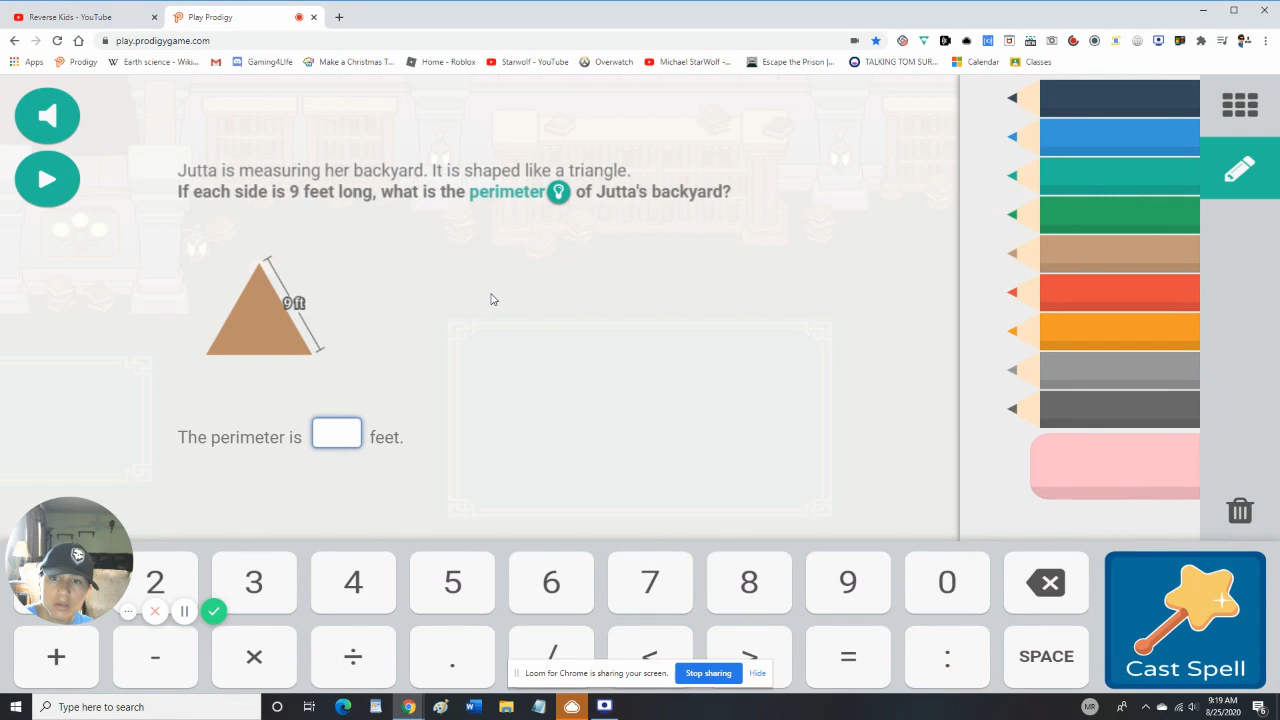 Reverse Kids - YouTube
Play Prodigy
play.prodigygame.com
Apps
Prodigy
Earth science - Wiki...
Gaming4LIfe
Make a Christmas T...
Home - Roblox
Stanwolf - YouTube
Overwatch
Michael StarWolf -...
Escape the Prison |...
TALKING TOM SUR...
Calendar
Classes
Jutta is measuring her backyard. It is shaped like a triangle.
If each side is 9 feet long, what is the perimeter of Jutta's backyard?
9 ft
The perimeter is feet.
2 3 4 5 6 7 8 9 0
+ - × ÷ . / < > = : SPACE
Cast Spell
Loom for Chrome is sharing your screen. Stop sharing Hide
Type here to search
MR
9:19 AM
8/25/2020
6